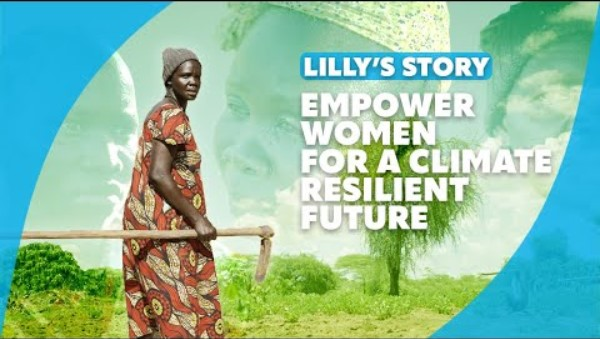 LILLY'S STORY
EMPOWER
WOMEN
FOR A CLIMATE
RESILIENT
FUTURE